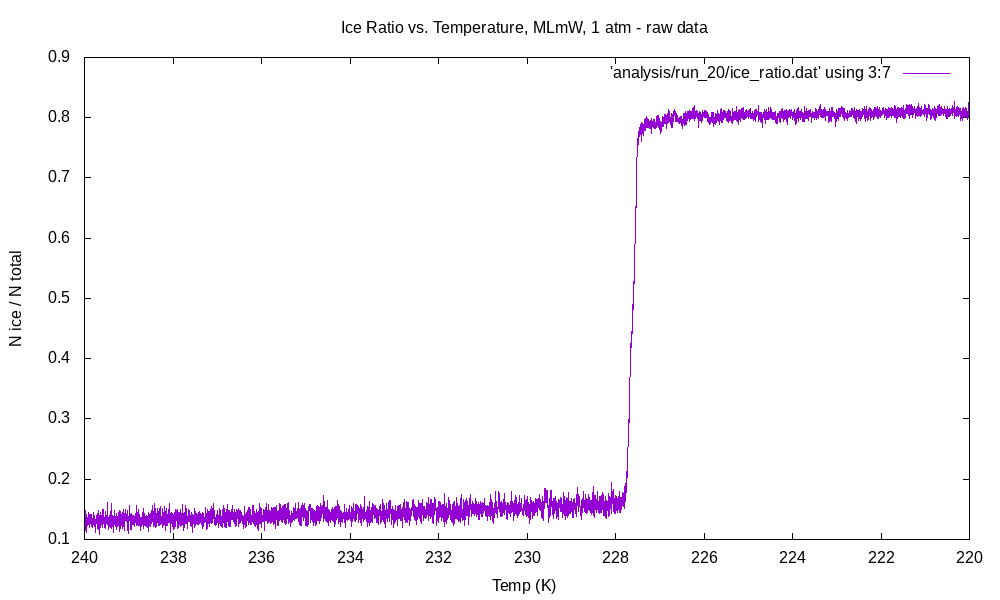 Ice Ratio vs. Temperature, MLmW, 1 atm - raw data
'analysis/run_20/ice_ratio.dat' using 3:7
0.9
0.8
0.7
0.6
0.5
0.4
0.3
0.2
0.1
N ice / N total
240 238 236 234 232 230 228 226 224 222 220
Temp (K)